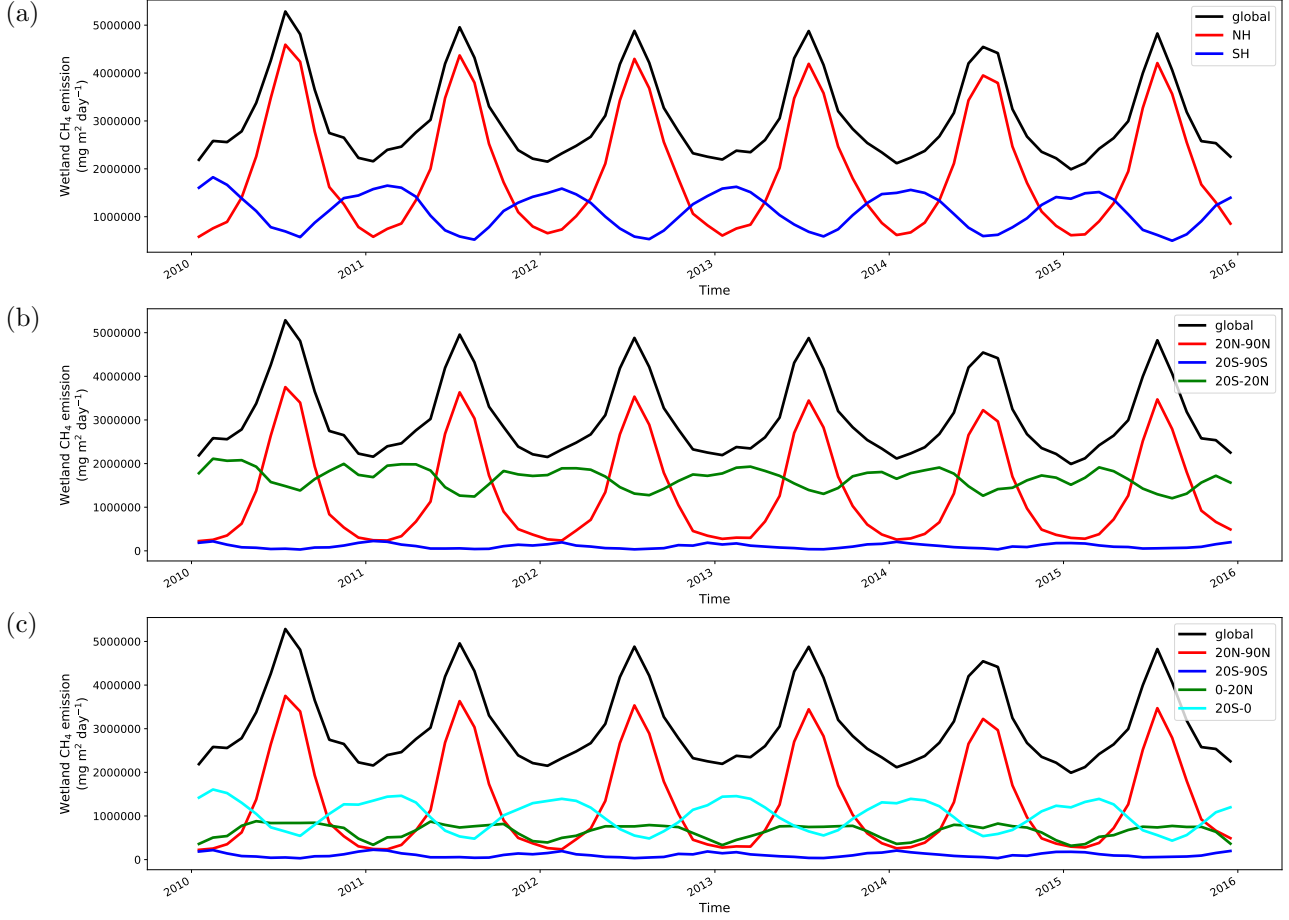 (a)
Wetland CH₄ emission
(mg m² day⁻¹)
5000000
4000000
3000000
2000000
1000000
global
NH
SH
2010
2011
2012
2013
2014
2015
2016
Time
(b)
Wetland CH₄ emission
(mg m² day⁻¹)
5000000
4000000
3000000
2000000
1000000
0
global
20N-90N
20S-90S
20S-20N
2010
2011
2012
2013
2014
2015
2016
Time
(c)
Wetland CH₄ emission
(mg m² day⁻¹)
5000000
4000000
3000000
2000000
1000000
0
global
20N-90N
20S-90S
0-20N
20S-0
2010
2011
2012
2013
2014
2015
2016
Time